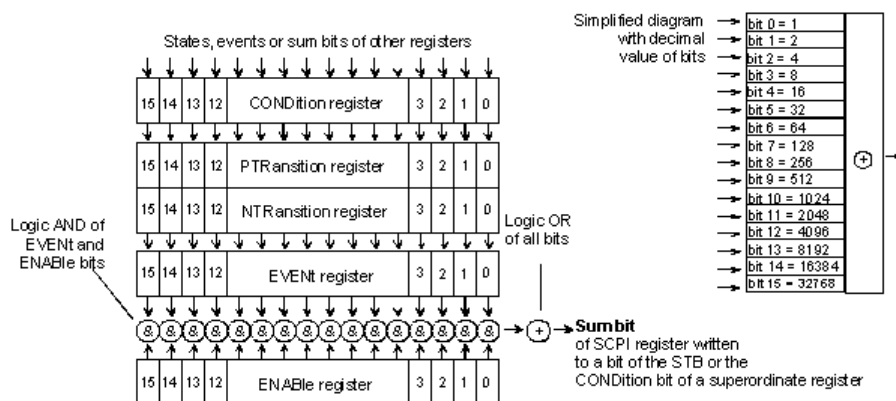 States, events or sum bits of other registers
15 14 13 12 CONDition register 3 2 1 0
15 14 13 12 PTRansition register 3 2 1 0
15 14 13 12 NTRansition register 3 2 1 0
Logic AND of
EVENt and
ENABle bits
Logic OR
of all bits
15 14 13 12 EVENt register 3 2 1 0
& & & & & & & & & & & & & & & & +
Sum bit
of SCPI register written
to a bit of the STB or the
CONDition bit of a superordinate register
15 14 13 12 ENABle register 3 2 1 0
Simplified diagram
with decimal
value of bits
bit 0 = 1
bit 1 = 2
bit 2 = 4
bit 3 = 8
bit 4 = 16
bit 5 = 32
bit 6 = 64
bit 7 = 128
bit 8 = 256
bit 9 = 512
bit 10 = 1024
bit 11 = 2048
bit 12 = 4096
bit 13 = 8192
bit 14 = 16384
bit 15 = 32768
+